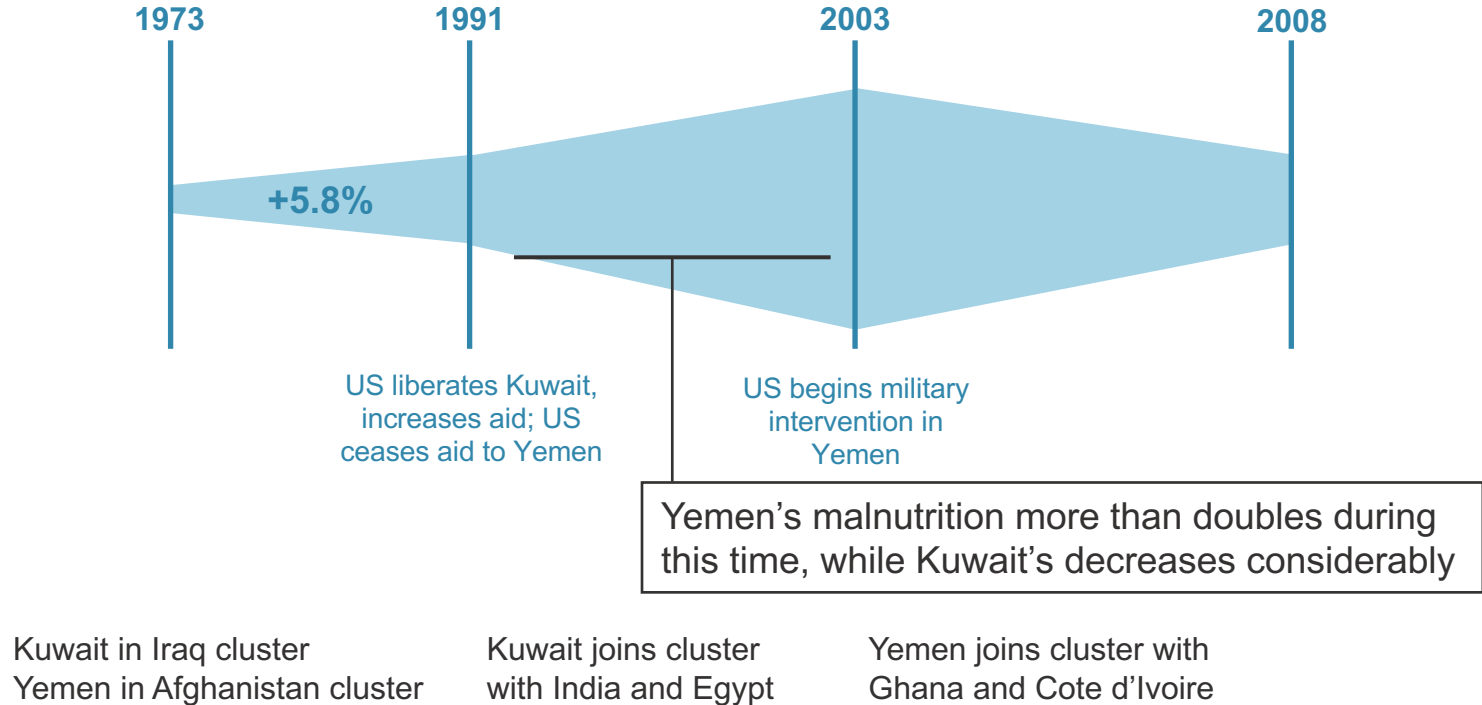 1973
1991
2003
2008
+5.8%
US liberates Kuwait,
increases aid; US
ceases aid to Yemen
US begins military
intervention in
Yemen
Yemen’s malnutrition more than doubles during
this time, while Kuwait’s decreases considerably
Kuwait in Iraq cluster
Yemen in Afghanistan cluster
Kuwait joins cluster
with India and Egypt
Yemen joins cluster with
Ghana and Cote d’Ivoire